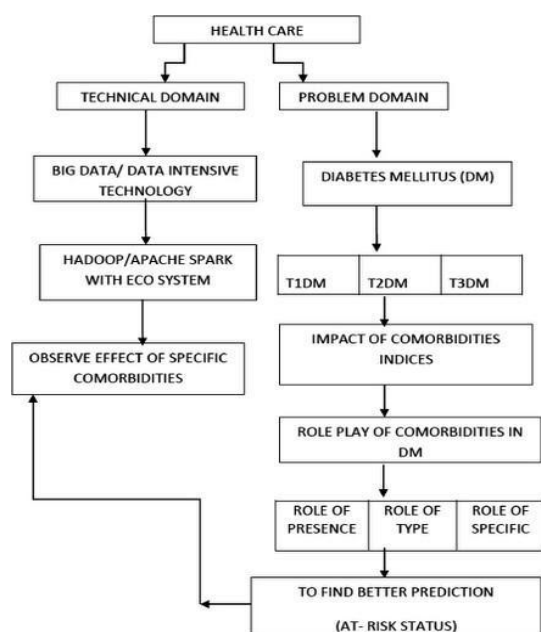 HEALTH CARE
TECHNICAL DOMAIN
PROBLEM DOMAIN
BIG DATA/ DATA INTENSIVE
TECHNOLOGY
DIABETES MELLITUS (DM)
HADOOP/APACHE SPARK
WITH ECO SYSTEM
T1DM
T2DM
T3DM
OBSERVE EFFECT OF SPECIFIC
COMORBIDITIES
IMPACT OF COMORBIDITIES
INDICES
ROLE PLAY OF COMORBIDITIES IN
DM
ROLE OF
PRESENCE
ROLE OF
TYPE
ROLE OF
SPECIFIC
TO FIND BETTER PREDICTION
(AT- RISK STATUS)